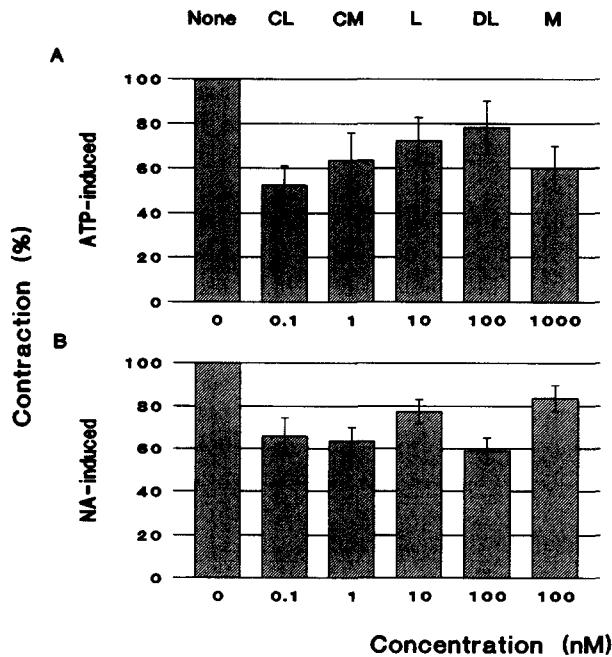 None CL CM L DL M
A
100
80
60
40
20
0
ATP-induced
0 0.1 1 10 100 1000
Contraction (%)
B
100
80
60
40
20
0
NA-induced
0 0.1 1 10 100 100
Concentration (nM)